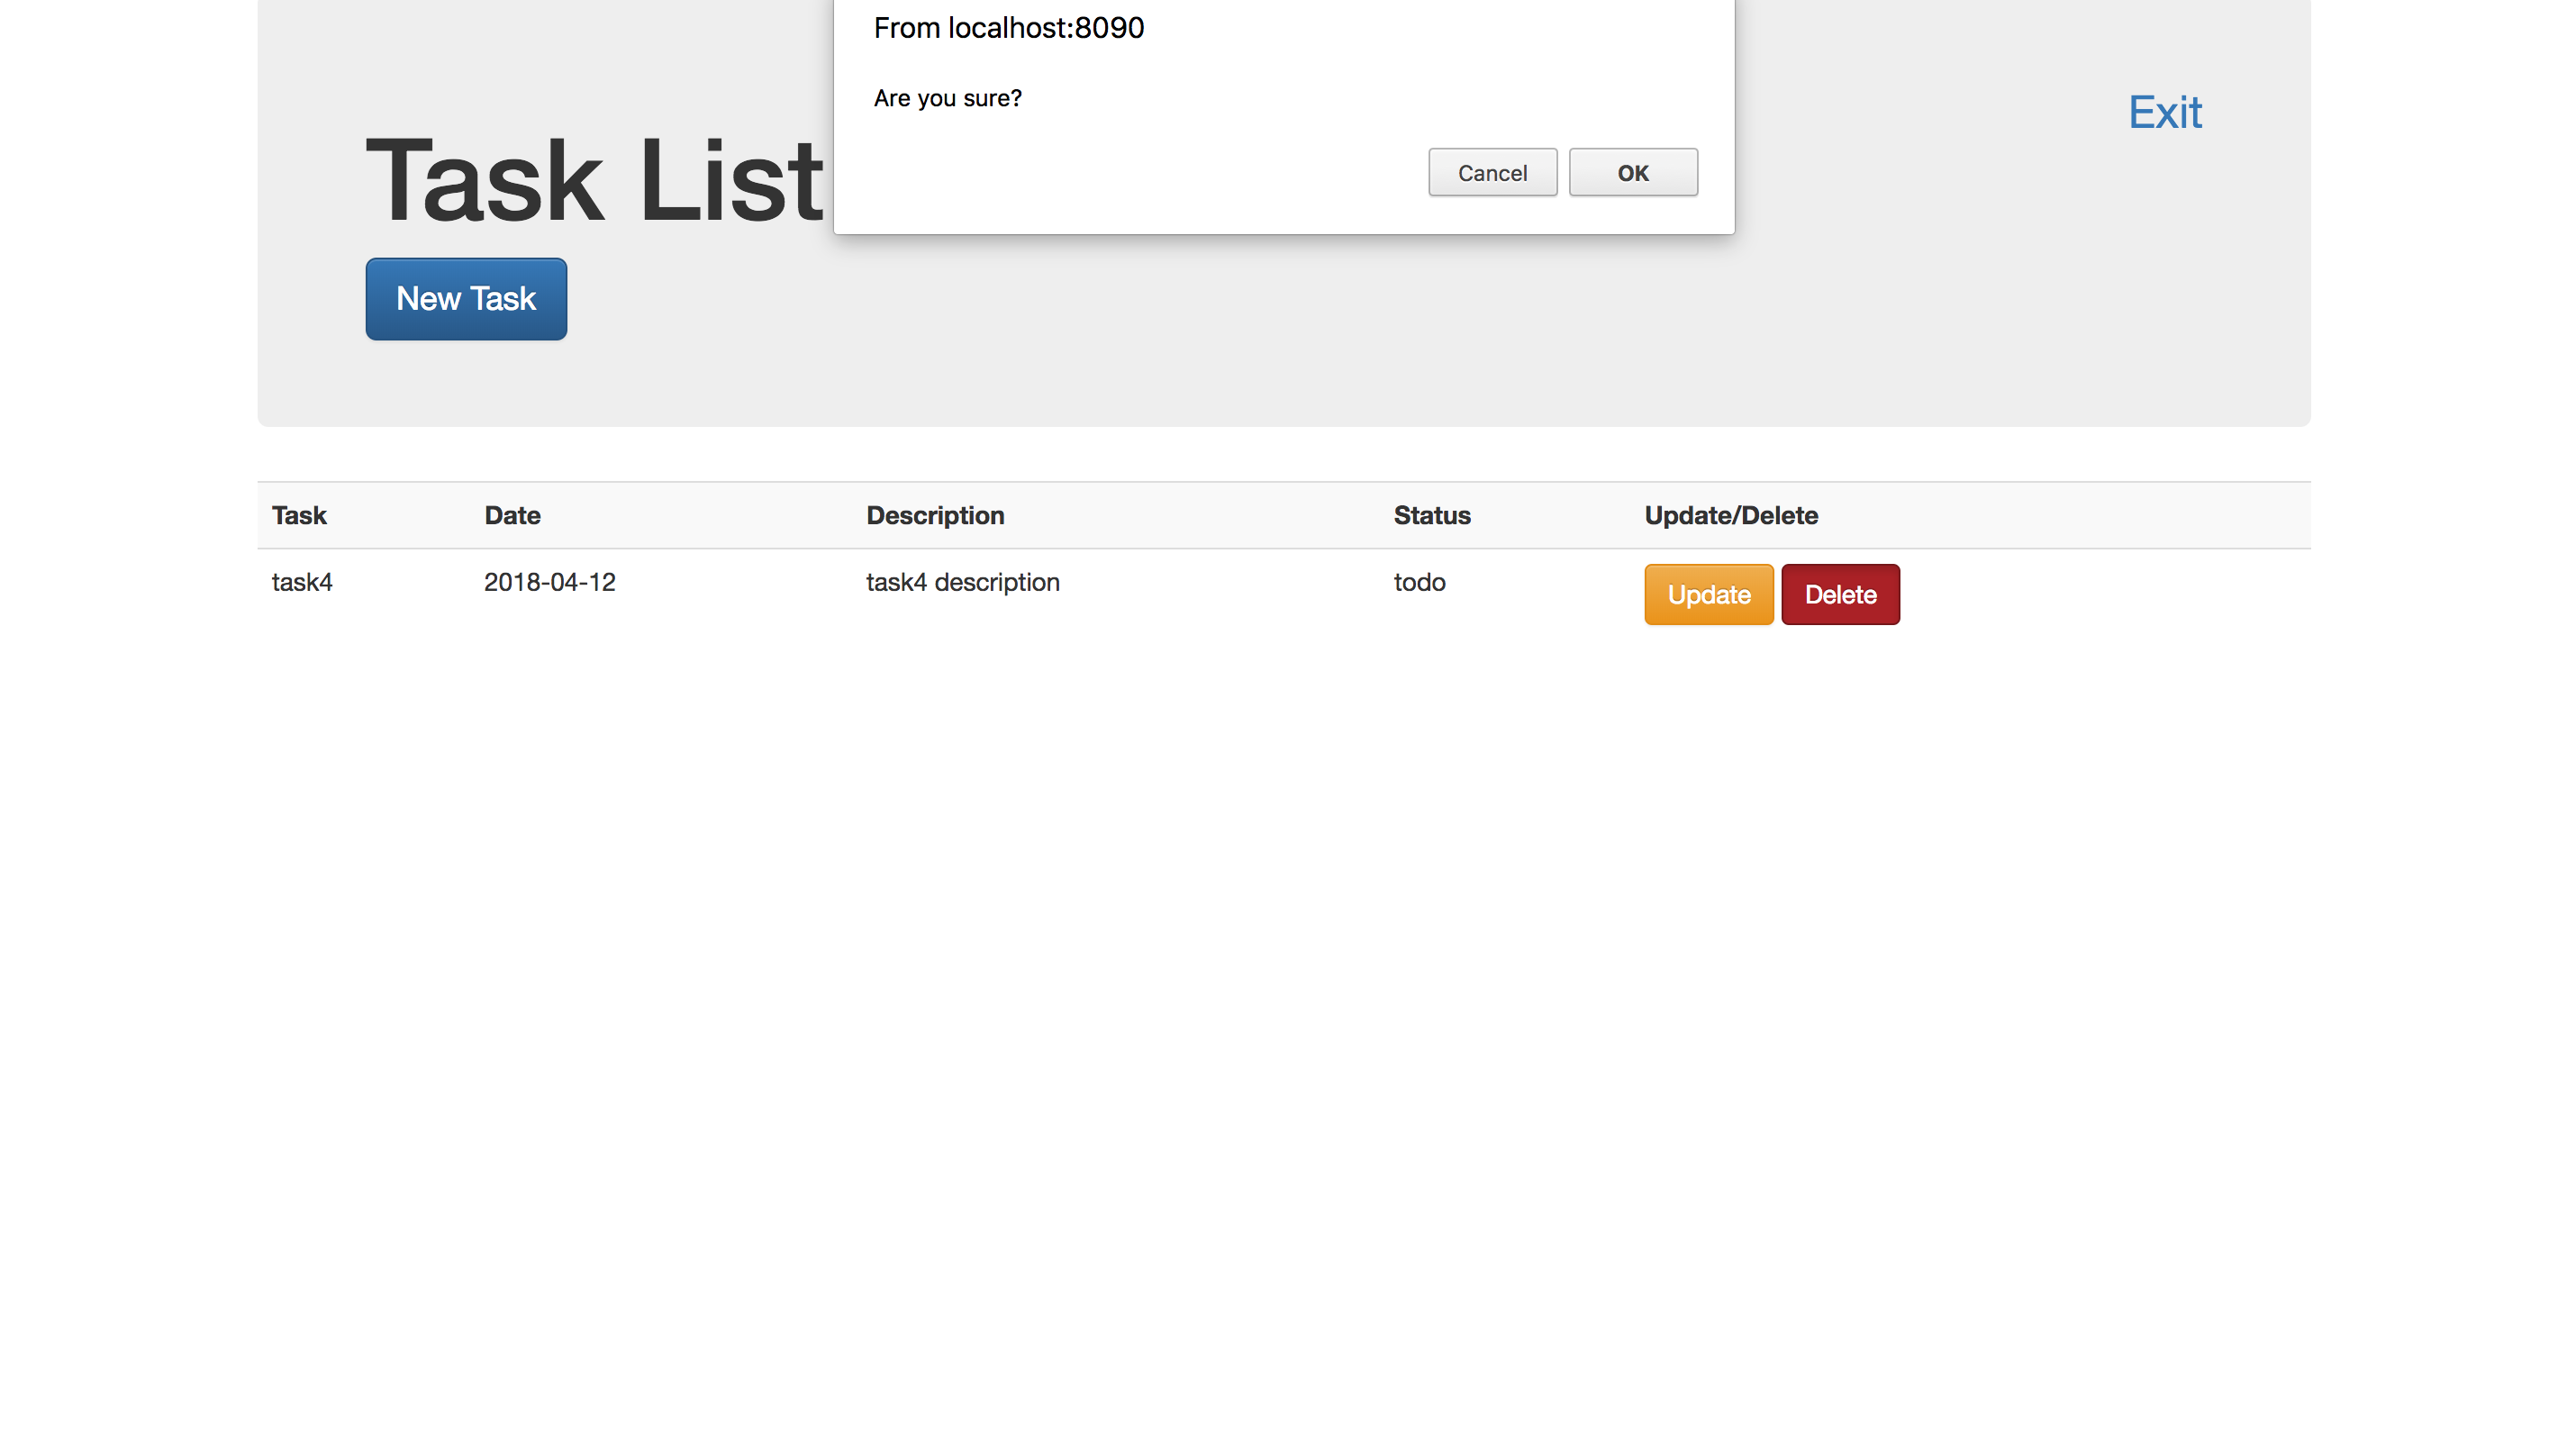 From localhost:8090
Are you sure?
Cancel OK
Exit
Task List
New Task
Task Date Description Status Update/Delete
task4 2018-04-12 task4 description todo Update Delete